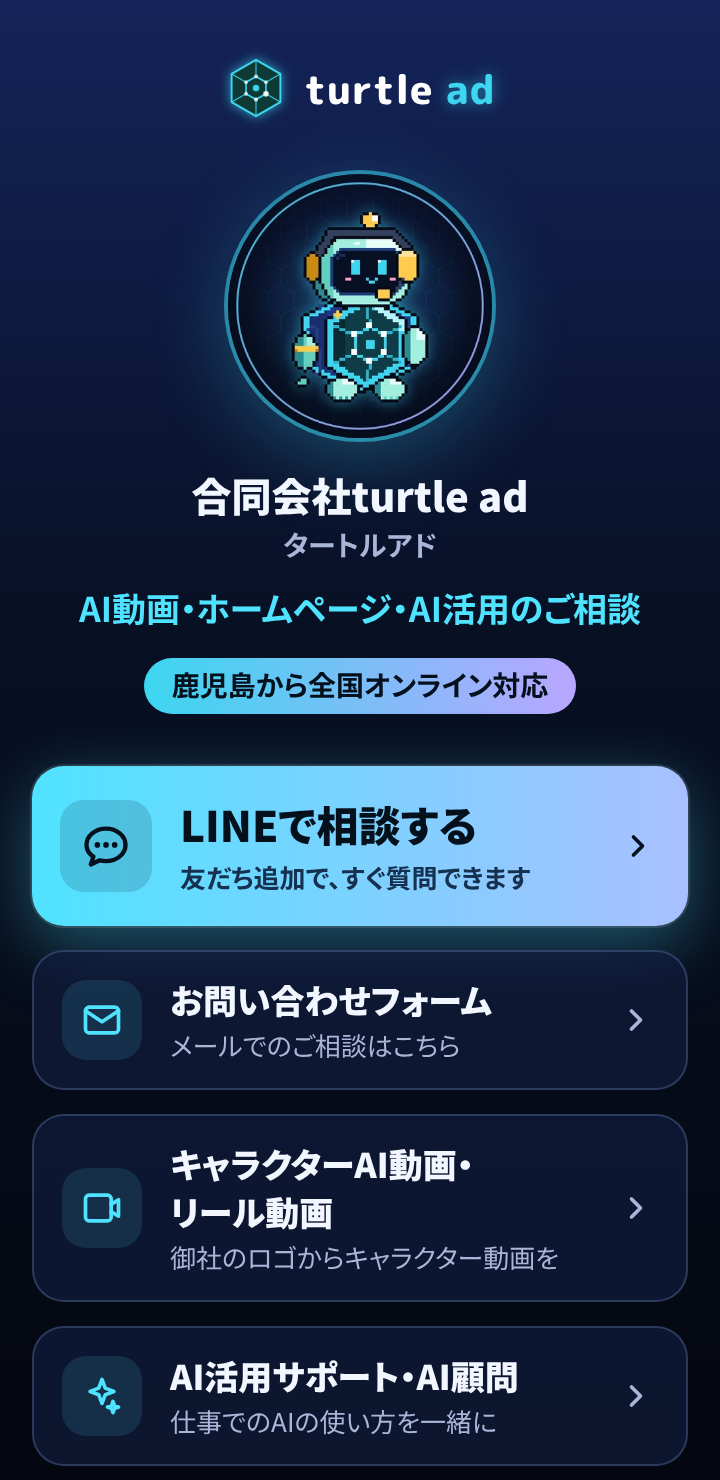 turtle ad
合同会社turtle ad
タートルアド
AI動画・ホームページ・AI活用のご相談
鹿児島から全国オンライン対応
LINEで相談する
友だち追加で、すぐ質問できます
お問い合わせフォーム
メールでのご相談はこちら
キャラクターAI動画・
リール動画
御社のロゴからキャラクター動画を
AI活用サポート・AI顧問
仕事でのAIの使い方を一緒に